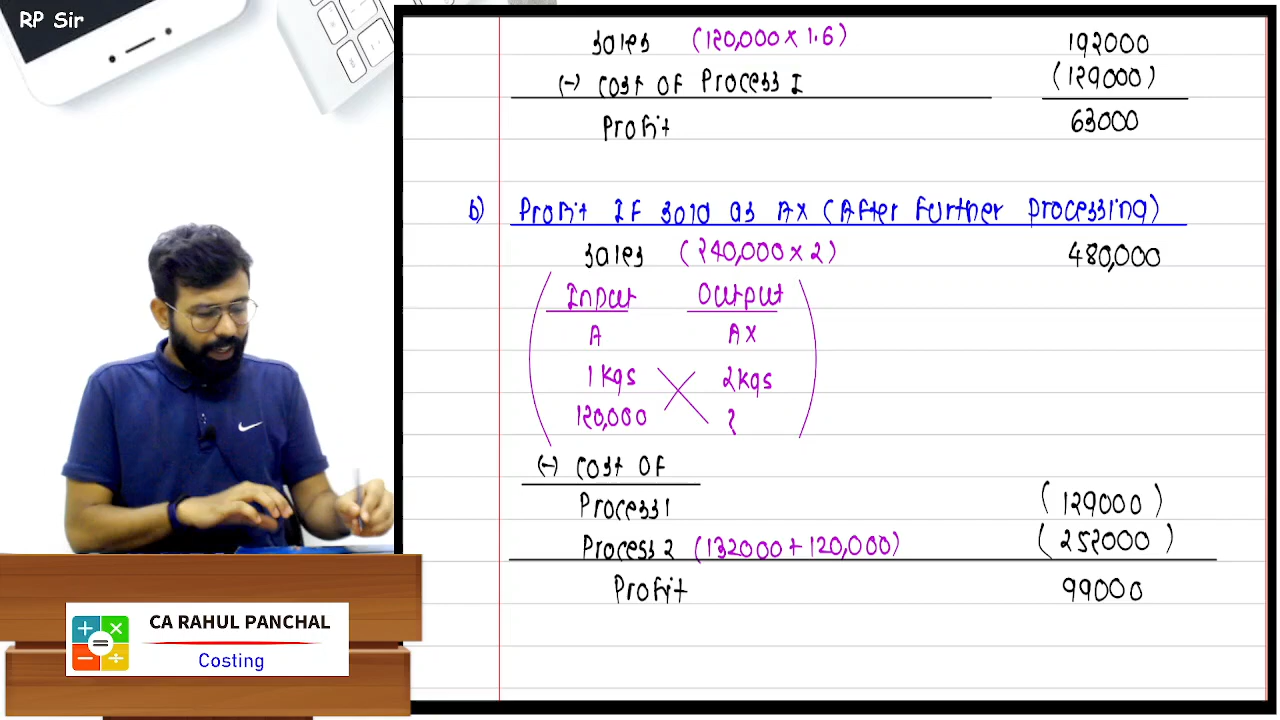 RP Sir
Sales (120,000 x 1.6) 192000
(-) Cost Of Process I (129000)
Profit 63000
b) Profit If Sold as AX (After Further Processing)
Sales (240,000 x 2) 480,000
Input Output
A AX
1 kgs 2 kgs
120,000 ?
(-) Cost Of
Process 1 (129000)
Process 2 (132000 + 120,000) (252000)
Profit 99000
CA RAHUL PANCHAL
Costing